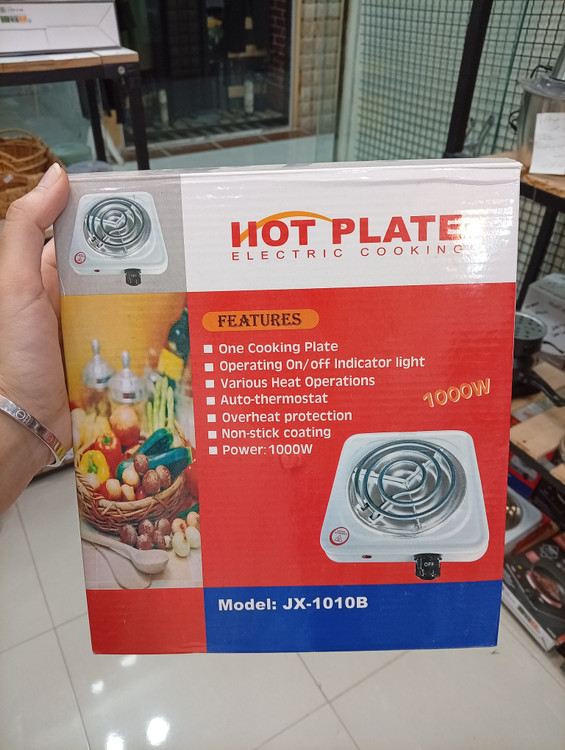 HOT PLATE
ELECTRIC COOKING
FEATURES
One Cooking Plate
Operating On/off Indicator light
Various Heat Operations
Auto-thermostat
Overheat protection
Non-stick coating
Power: 1000W
1000W
OFF
Model: JX-1010B